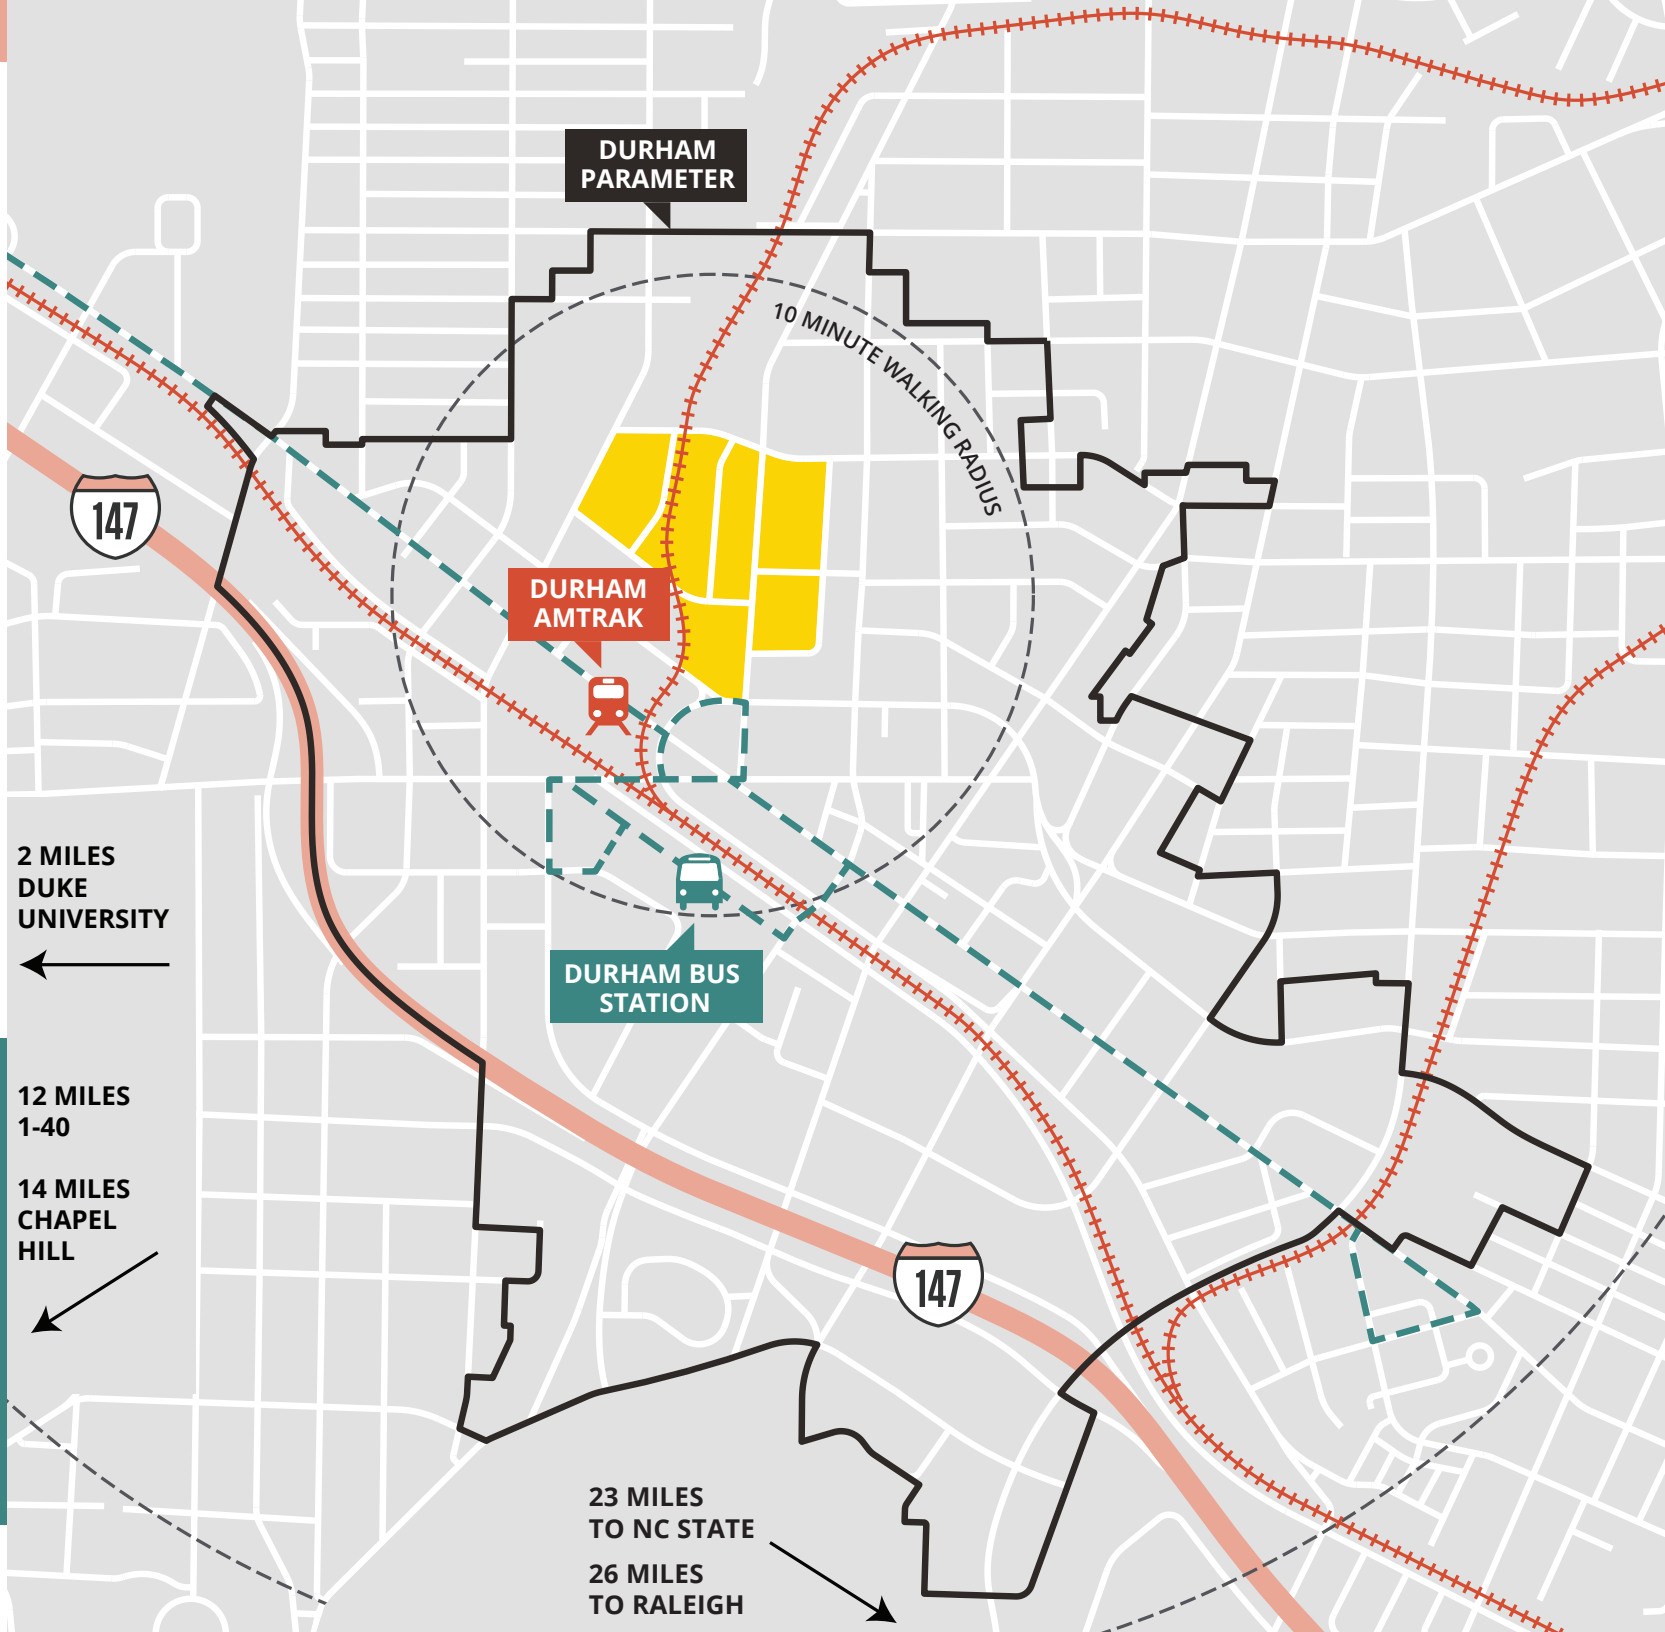 DURHAM
PARAMETER
10 MINUTE WALKING RADIUS
147
DURHAM
AMTRAK
2 MILES
DUKE
UNIVERSITY
DURHAM BUS
STATION
12 MILES
1-40
14 MILES
CHAPEL
HILL
147
23 MILES
TO NC STATE
26 MILES
TO RALEIGH